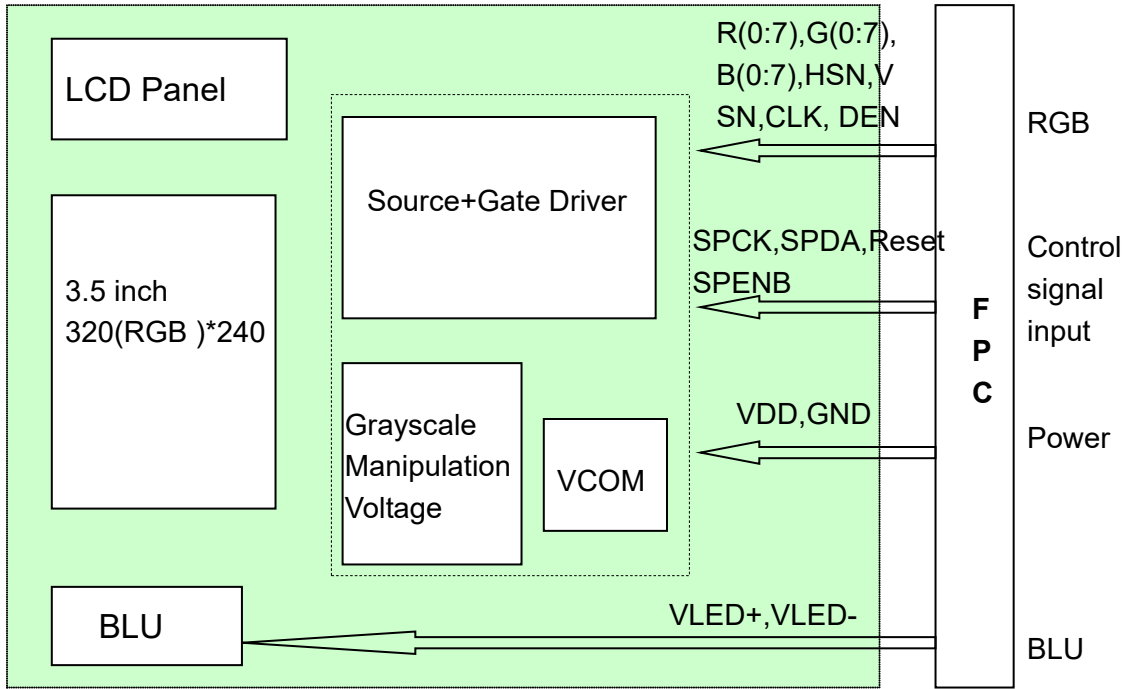 LCD Panel
3.5 inch
320(RGB )*240
BLU
Source+Gate Driver
Grayscale
Manipulation
Voltage
VCOM
R(0:7),G(0:7),
B(0:7),HSN,V
SN,CLK, DEN
SPCK,SPDA,Reset
SPENB
VDD,GND
VLED+,VLED-
F
P
C
RGB
Control
signal
input
Power
BLU